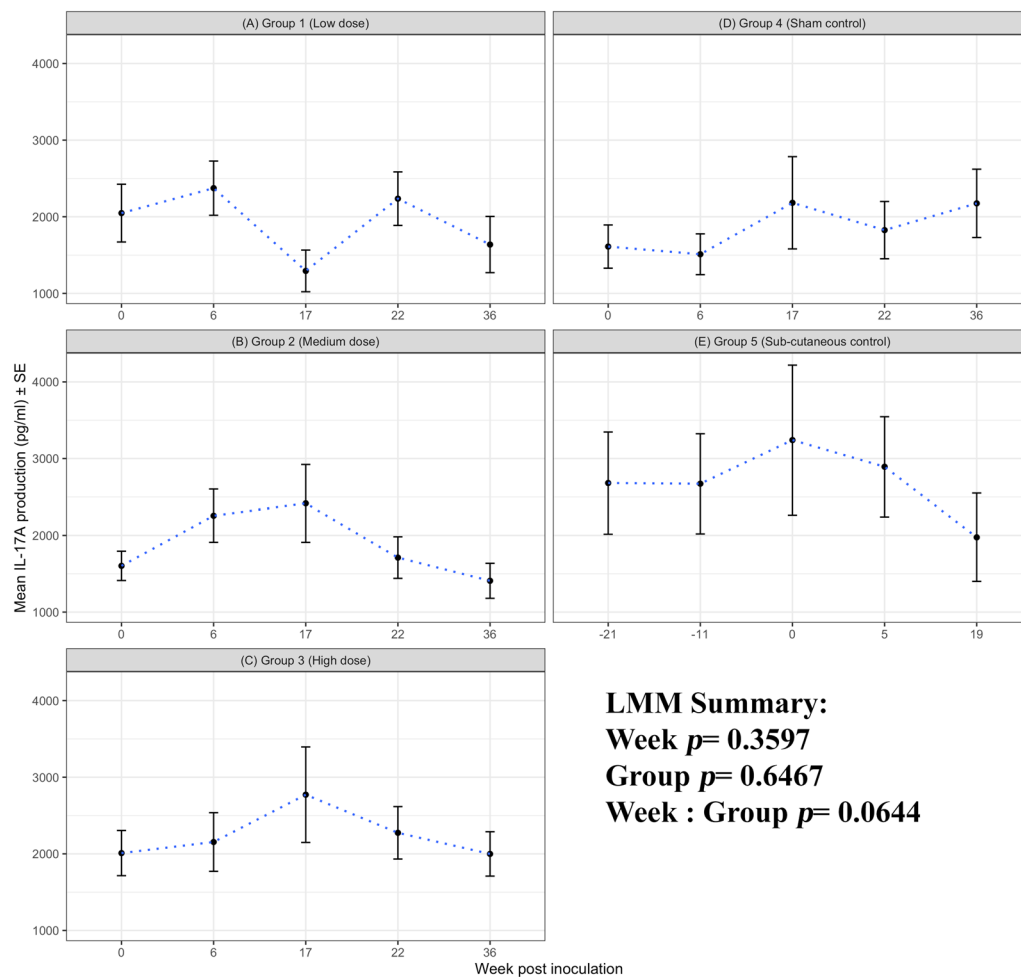 (A) Group 1 (Low dose)
4000
3000
2000
1000
0 6 17 22 36
(D) Group 4 (Sham control)
0 6 17 22 36
Mean IL-17A production (pg/ml) ± SE
(B) Group 2 (Medium dose)
4000
3000
2000
1000
0 6 17 22 36
(E) Group 5 (Sub-cutaneous control)
-21 -11 0 5 19
(C) Group 3 (High dose)
4000
3000
2000
1000
0 6 17 22 36
LMM Summary:
Week p= 0.3597
Group p= 0.6467
Week : Group p= 0.0644
Week post inoculation